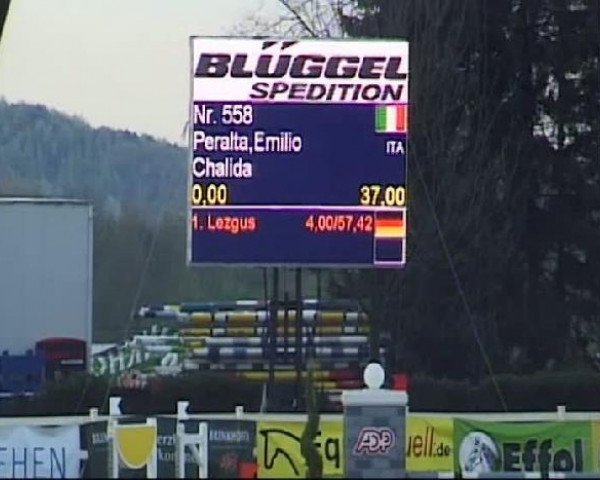 BLÜGGEL
SPEDITION
Nr. 558
Peralta,Emilio
ITA
Chalida
0,00 37,00
1. Lezgus 4,00/57,42
EHEN
ADP
uell.de
Effol